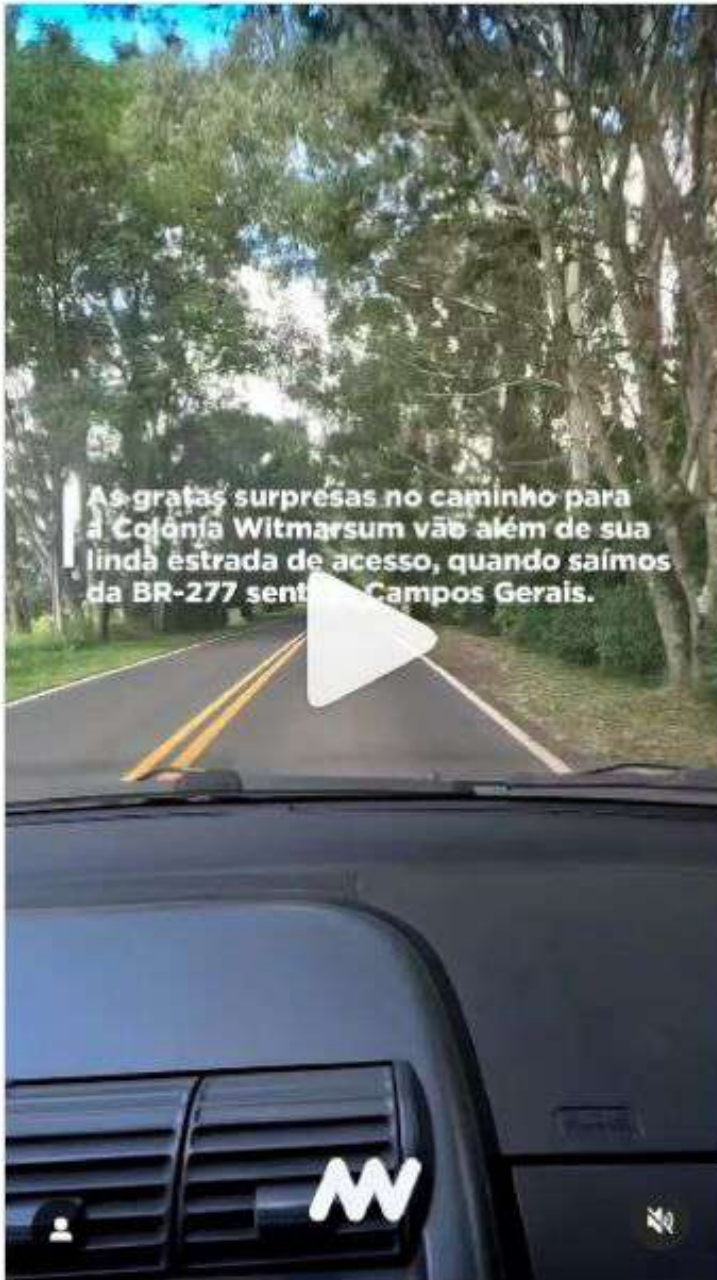 As gratas surpresas no caminho para
a Colônia Witmarsum vão além de sua
linda estrada de acesso, quando saímos
da BR-277 Campos Gerais.